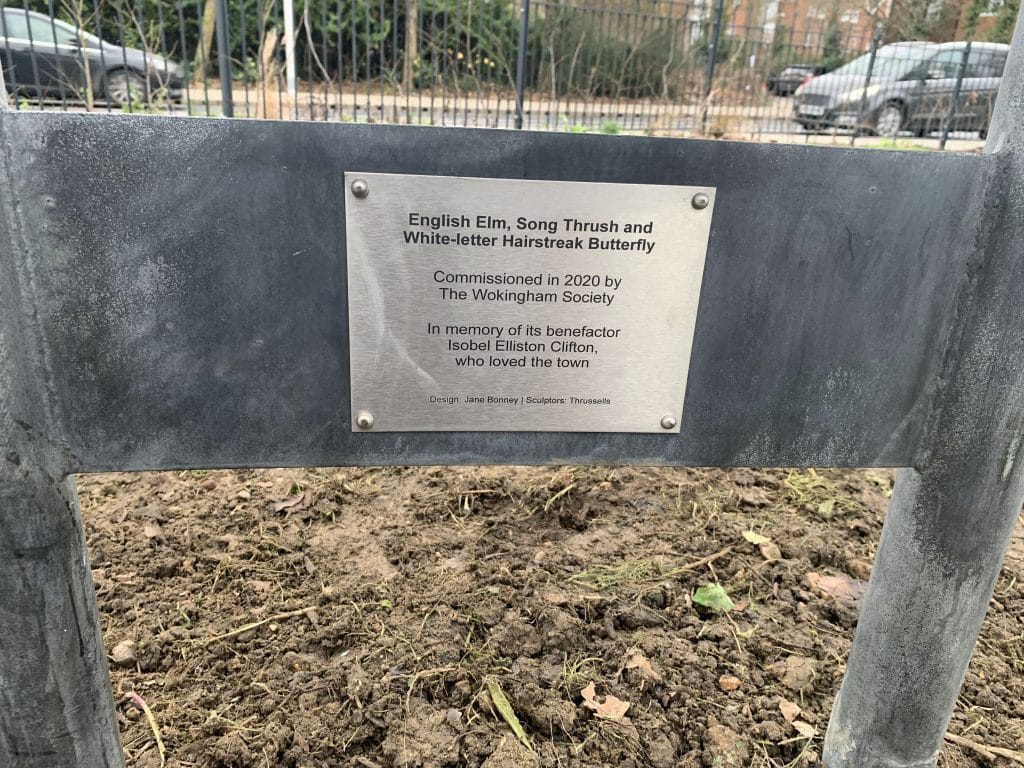 English Elm, Song Thrush and
White-letter Hairstreak Butterfly
Commissioned in 2020 by
The Wokingham Society
In memory of its benefactor
Isobel Elliston Clifton,
who loved the town
Design: Jane Bonney | Sculptors: Thrussells